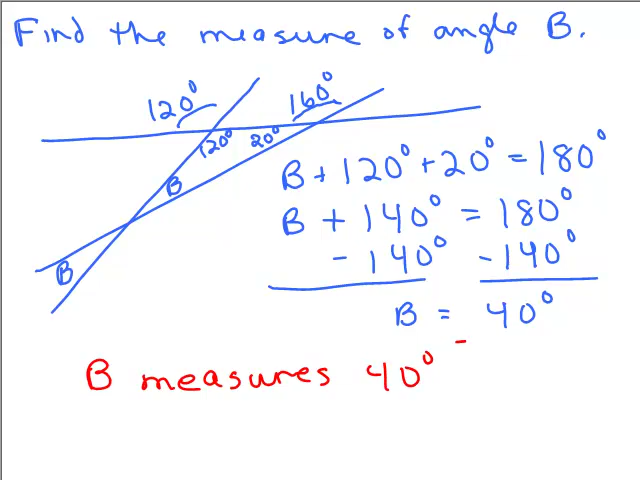 Find the measure of angle B.
120° 160°
120° 20°
B
B
B + 120° + 20° = 180°
B + 140° = 180°
- 140° - 140°
B = 40°
B measures 40°